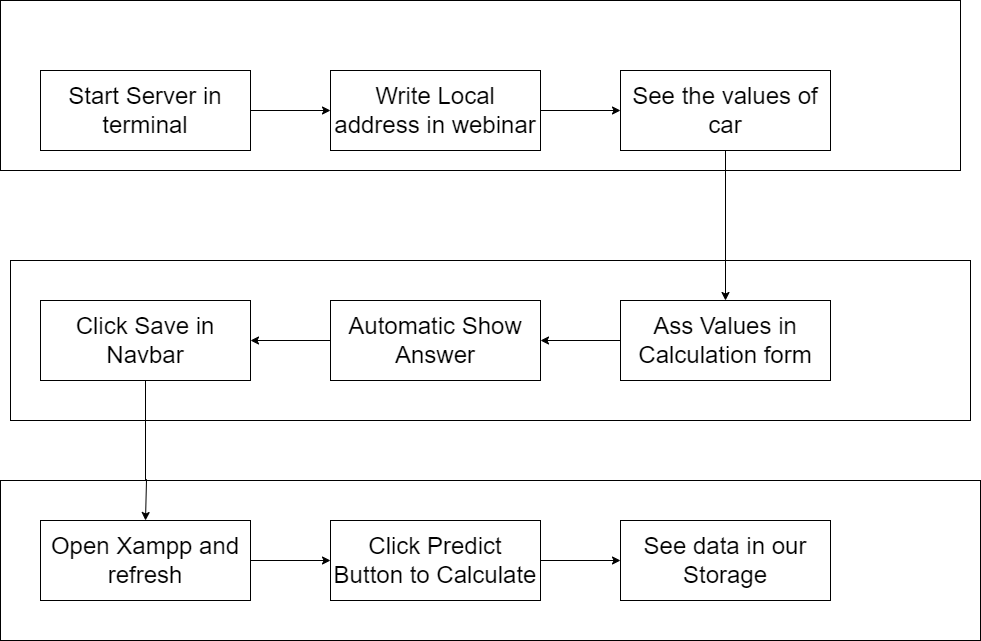 Start Server in
terminal
Write Local
address in webinar
See the values of
car
Click Save in
Navbar
Automatic Show
Answer
Ass Values in
Calculation form
Open Xampp and
refresh
Click Predict
Button to Calculate
See data in our
Storage